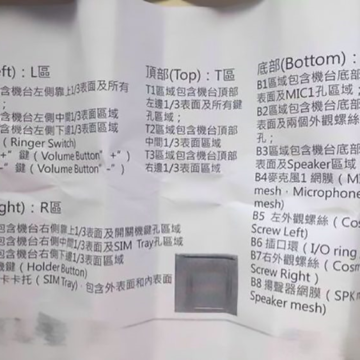 eft)：L區
含機台左側靠上1/3表面及所有
；
含機台左側中間1/3表面區域
含機台左側下邊1/3表面區域
（Ringer Switch)
+”鍵（Volume Button“+”）
-”鍵（Volume Button“-”）
ght)：R區
包含機台右側靠上1/3表面及開關機鍵孔區域
包含機台右側中間1/3表面及SIM Tray孔區域
包含機台右側下邊1/3表面區域
機鍵(Holder Button)
卡卡托（SIM Tray)，包含外表面和內表面
頂部(Top)：T區
T1區域包含機台頂部
左邊1/3表面及所有鍵
孔區域；
T2區域包含機台頂部
中間1/3表面區域
T3區域包含機台頂部
右邊1/3表面區域
底部(Bottom)：
B1區域包含機台底部
表面及MIC1孔區域；
B2區域包含機台底部
表面及兩個外觀螺絲
B3區域包含機台底部
表面及Speaker區域
B4麥克風1 網膜（M
mesh，Microphone
mesh)
B5 左外觀螺絲（Cos
Screw Left)
B6 插口環（I/O ring
B7右外觀螺絲（Cosm
Screw Right）
B8 揚聲器網膜（SPK
Speaker mesh)